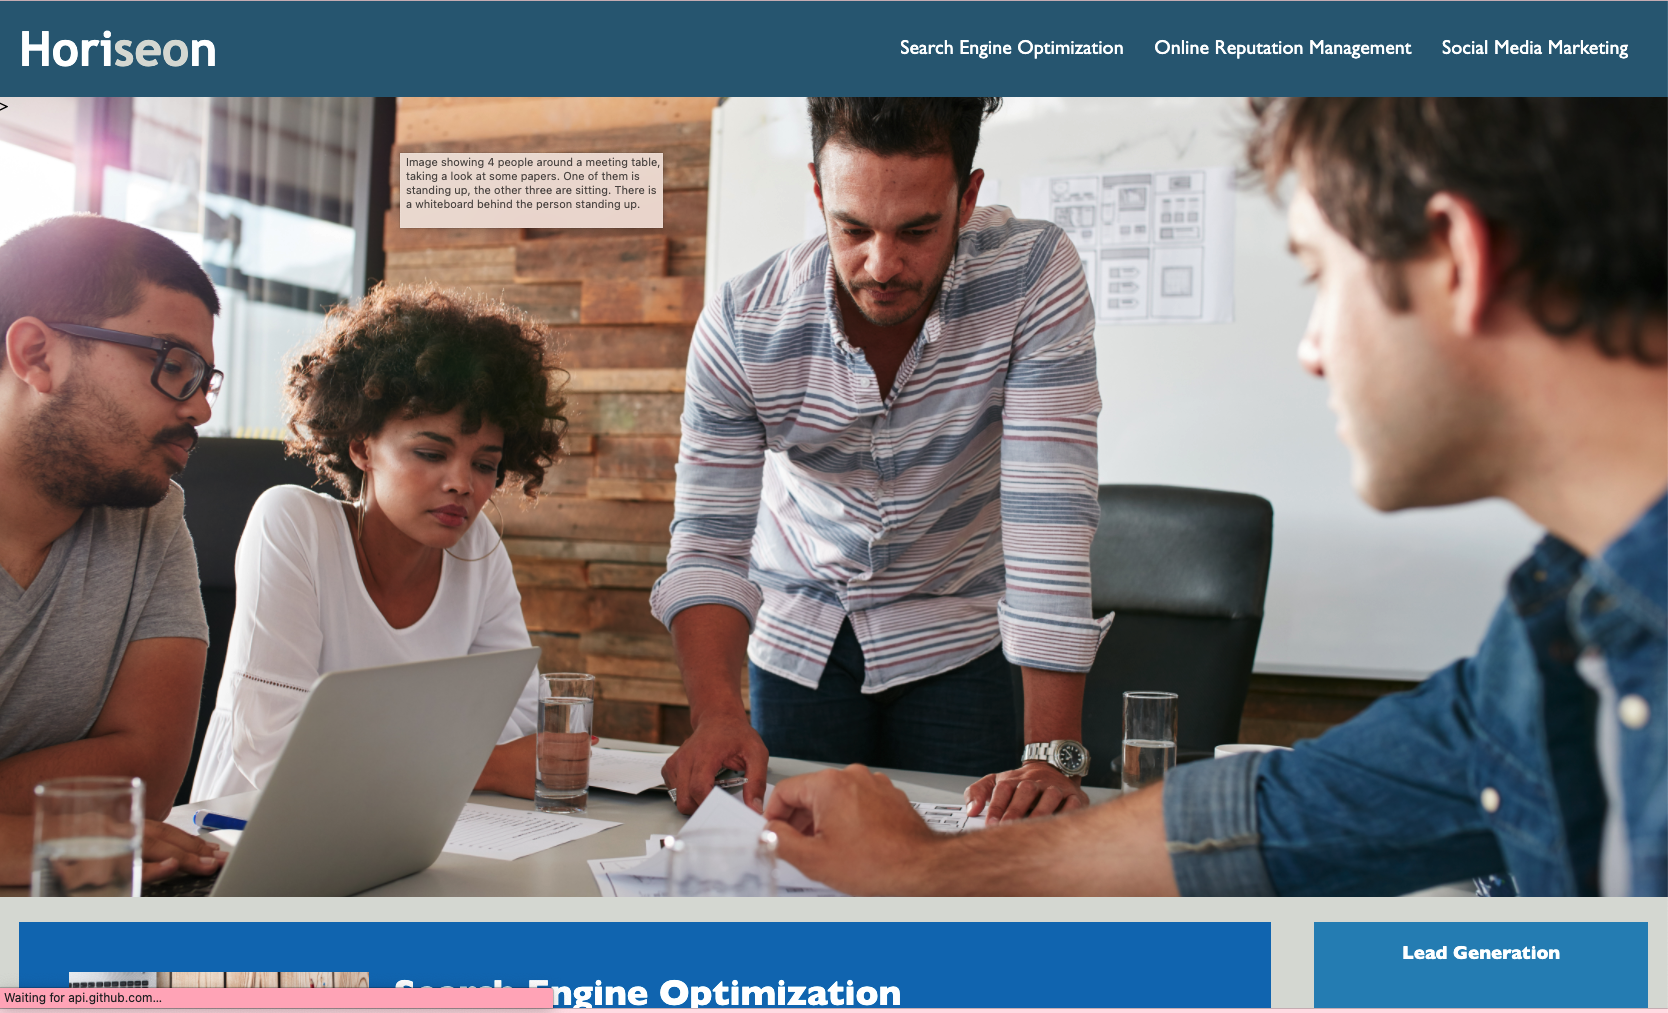 Horiseon
Search Engine Optimization
Online Reputation Management
Social Media Marketing
>
Image showing 4 people around a meeting table,
taking a look at some papers. One of them is
standing up, the other three are sitting. There is
a whiteboard behind the person standing up.
Search Engine Optimization
Lead Generation
Waiting for api.github.com...